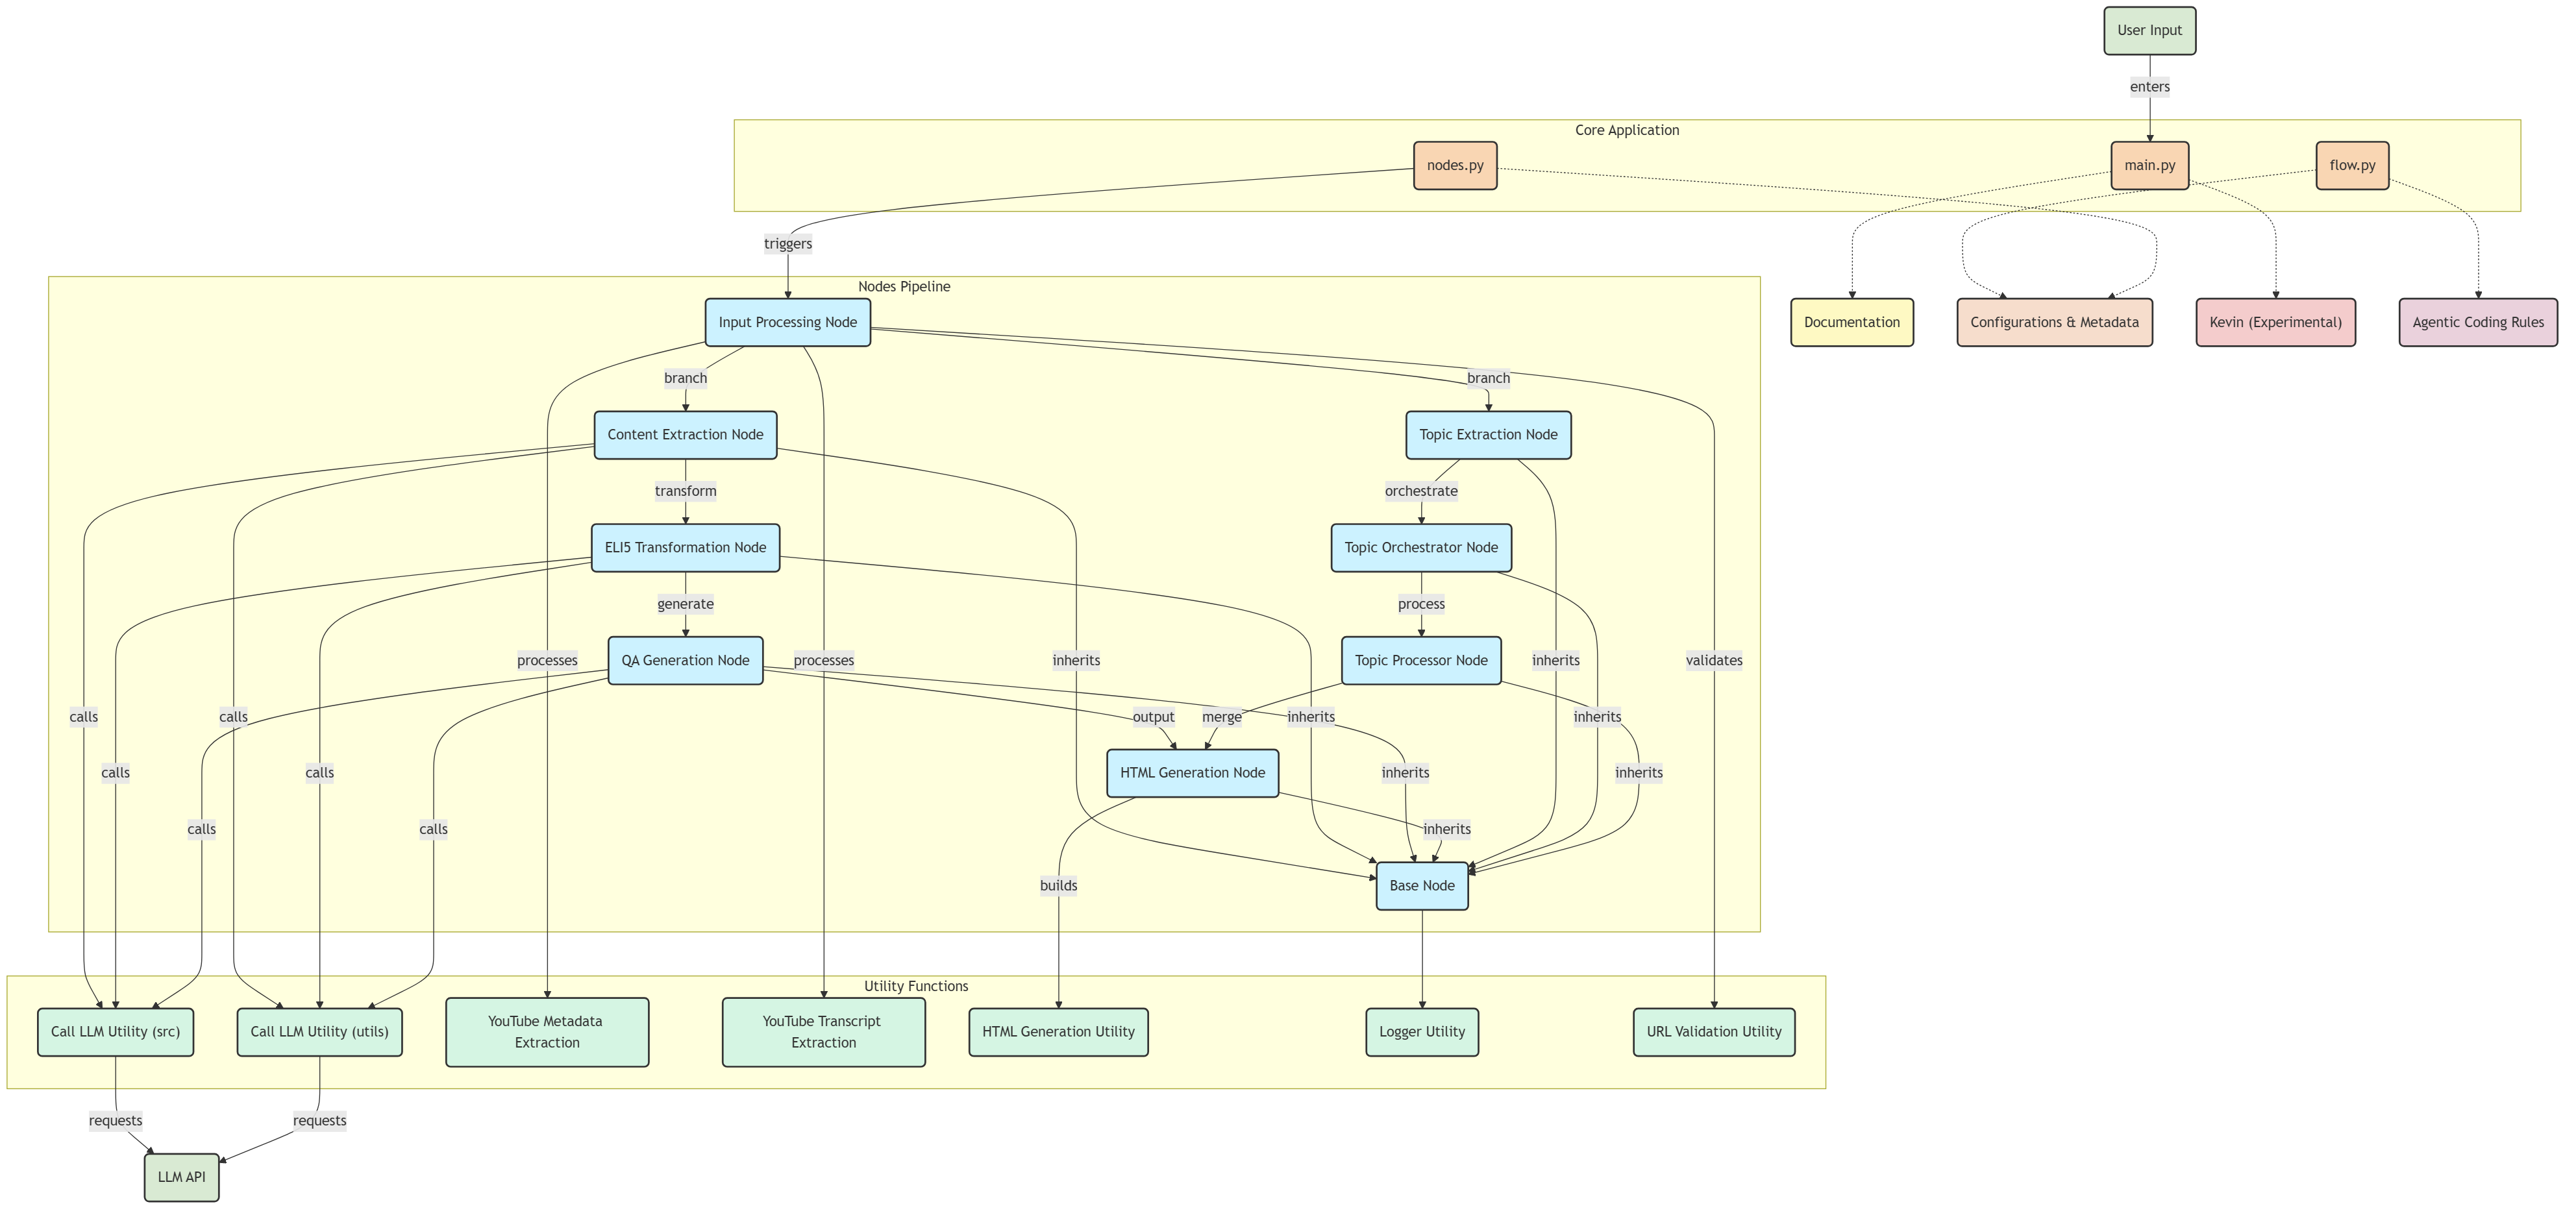 User Input
enters
Core Application
nodes.py
main.py
flow.py
triggers
Nodes Pipeline
Input Processing Node
Documentation
Configurations & Metadata
Kevin (Experimental)
Agentic Coding Rules
branch
branch
Content Extraction Node
Topic Extraction Node
transform
orchestrate
ELI5 Transformation Node
Topic Orchestrator Node
generate
process
QA Generation Node
Topic Processor Node
processes
processes
inherits
inherits
validates
calls
calls
output
merge
inherits
inherits
calls
calls
HTML Generation Node
inherits
inherits
calls
calls
inherits
builds
Base Node
Utility Functions
Call LLM Utility (src)
Call LLM Utility (utils)
YouTube Metadata
Extraction
YouTube Transcript
Extraction
HTML Generation Utility
Logger Utility
URL Validation Utility
requests
requests
LLM API